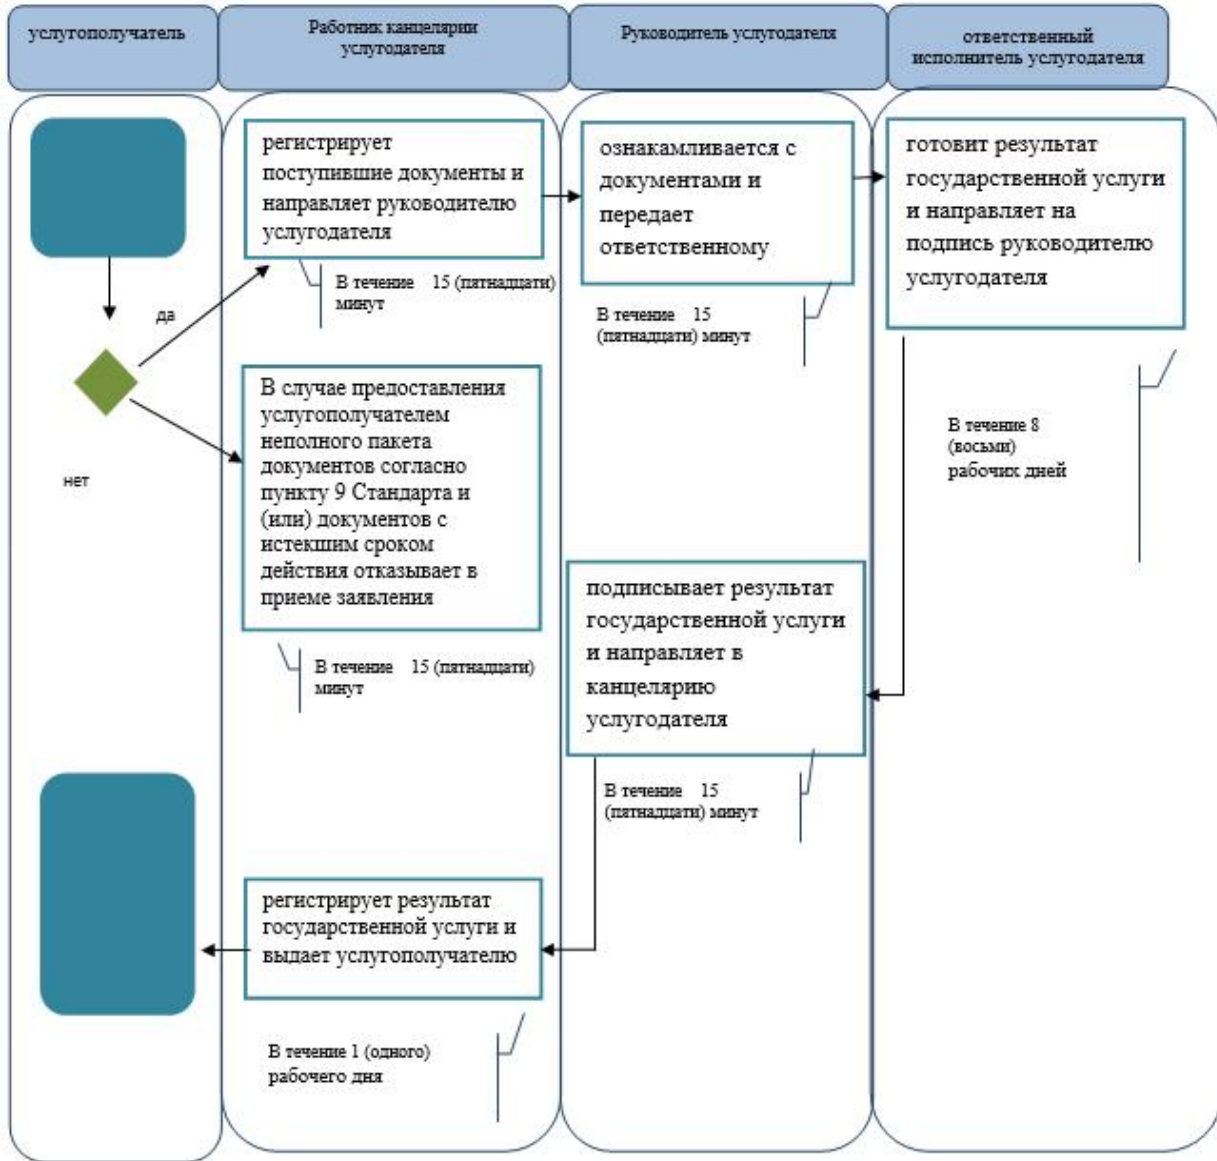 услугополучатель
Работник канцелярии
услугодателя
Руководитель услугодателя
ответственный
исполнитель услугодателя
регистрирует
поступившие документы и
направляет руководителю
услугодателя
ознакамливается с
документами и
передает
ответственному
готовит результат
государственной услуги
и направляет на
подпись руководителю
услугодателя
В течение 15 (пятнадцати)
минут
В течение 15
(пятнадцати) минут
да
В случае предоставления
услугополучателем
неполного пакета
документов согласно
пункту 9 Стандарта и
(или) документов с
истекшим сроком
действия отказывает в
приеме заявления
В течение 8
(восьми)
рабочих дней
нет
подписывает результат
государственной услуги
и направляет в
канцелярию
услугодателя
В течение 15 (пятнадцати)
минут
В течение 15
(пятнадцати) минут
регистрирует результат
государственной услуги и
выдает услугополучателю
В течение 1 (одного)
рабочего дня